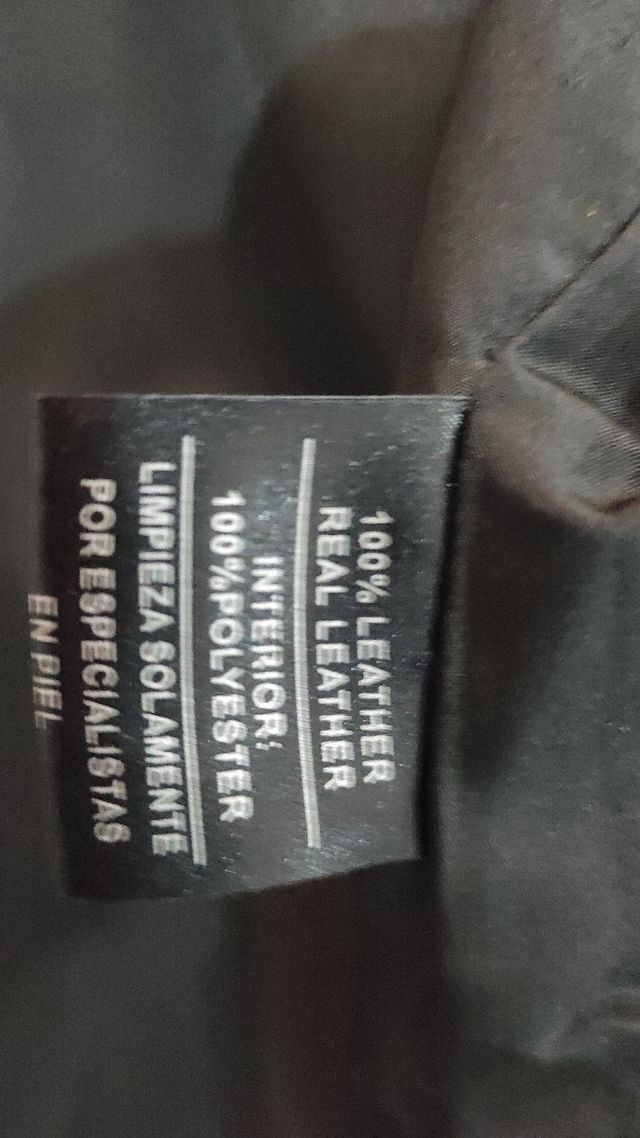 100% LEATHER
REAL LEATHER
INTERIOR;
100%POLYESTER
LIMPIEZA SOLAMENTE
POR ESPECIALISTAS
EN PIEL